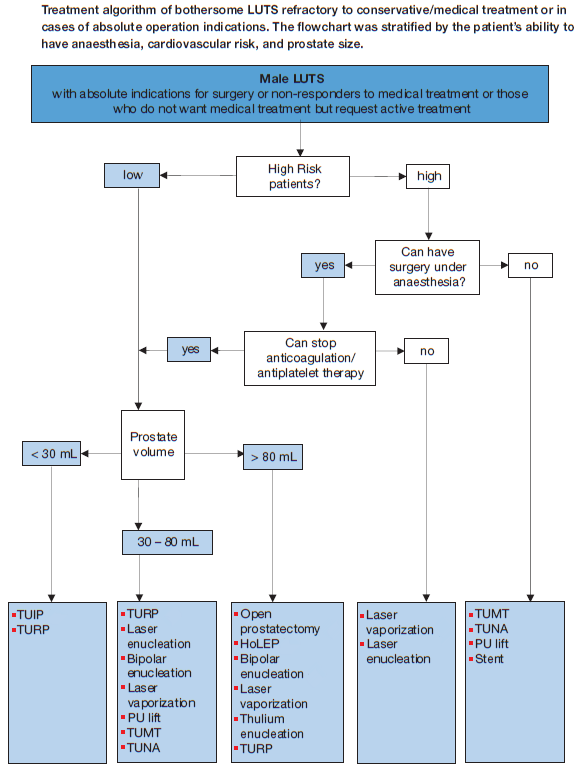 Treatment algorithm of bothersome LUTS refractory to conservative/medical treatment or in
cases of absolute operation indications. The flowchart was stratified by the patient's ability to
have anaesthesia, cardiovascular risk, and prostate size.
Male LUTS
with absolute indications for surgery or non-responders to medical treatment or those
who do not want medical treatment but request active treatment
low
High Risk
patients?
high
yes
Can have
surgery under
anaesthesia?
no
yes
Can stop
anticoagulation/
antiplatelet therapy
no
Prostate
volume
< 30 mL
> 80 mL
30 – 80 mL
TUIP
TURP
TURP
Laser
enucleation
Bipolar
enucleation
Laser
vaporization
PU lift
TUMT
TUNA
Open
prostatectomy
HoLEP
Bipolar
enucleation
Laser
vaporization
Thulium
enucleation
TURP
Laser
vaporization
Laser
enucleation
TUMT
TUNA
PU lift
Stent